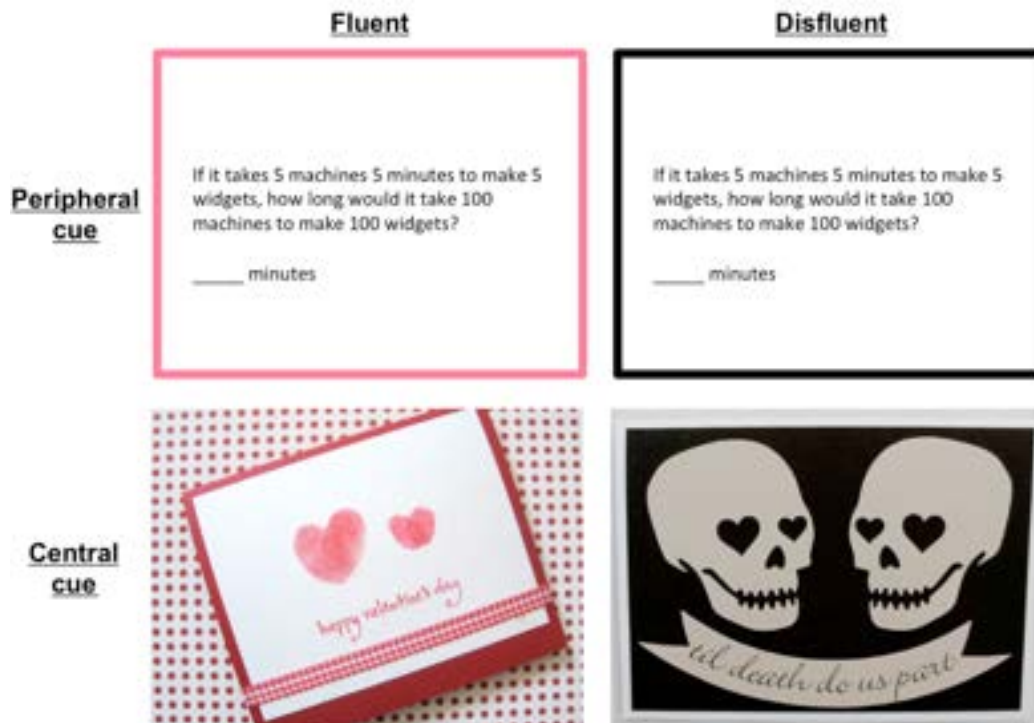 Fluent
Disfluent
Peripheral
cue
If it takes 5 machines 5 minutes to make 5
widgets, how long would it take 100
machines to make 100 widgets?
_____ minutes
If it takes 5 machines 5 minutes to make 5
widgets, how long would it take 100
machines to make 100 widgets?
_____ minutes
Central
cue
happy valentine's day
'til death do us part